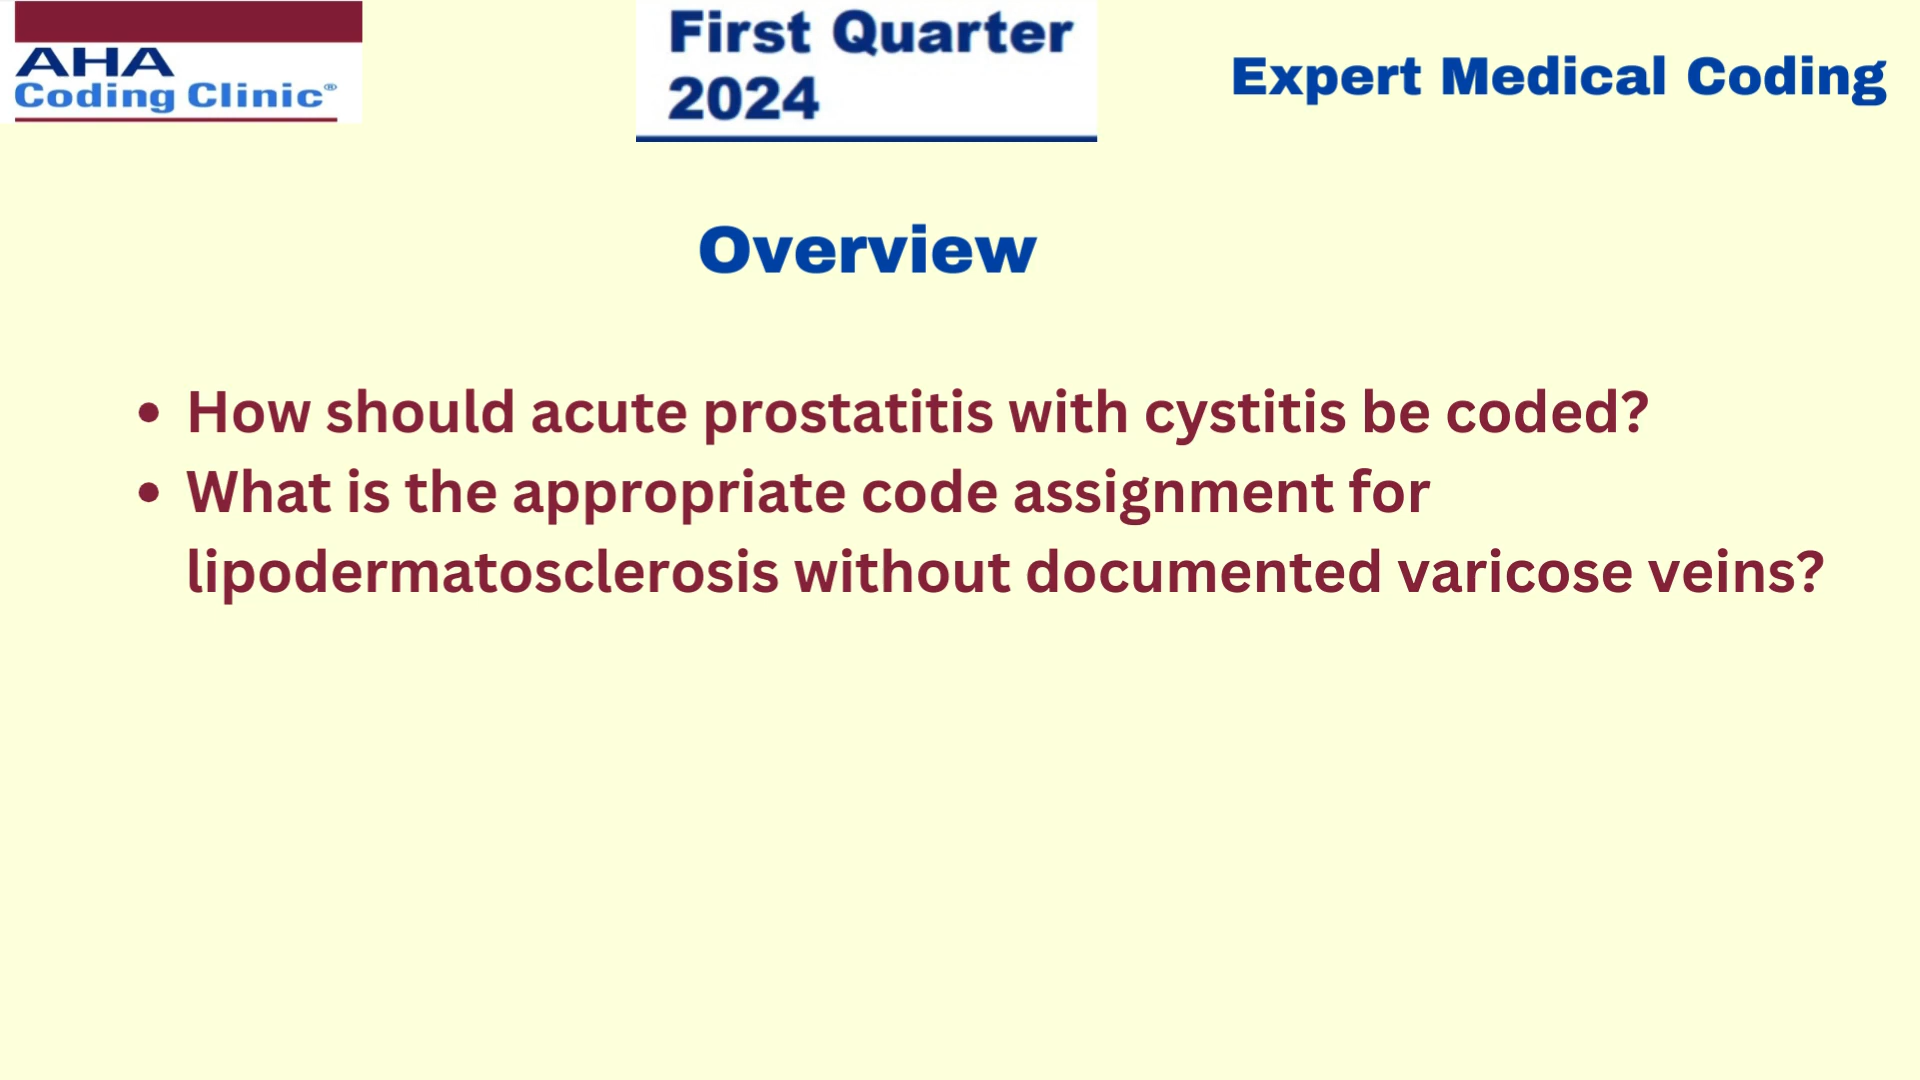 AHA
Coding Clinic®
First Quarter
2024
Expert Medical Coding
Overview
• How should acute prostatitis with cystitis be coded?
• What is the appropriate code assignment for
lipodermatosclerosis without documented varicose veins?